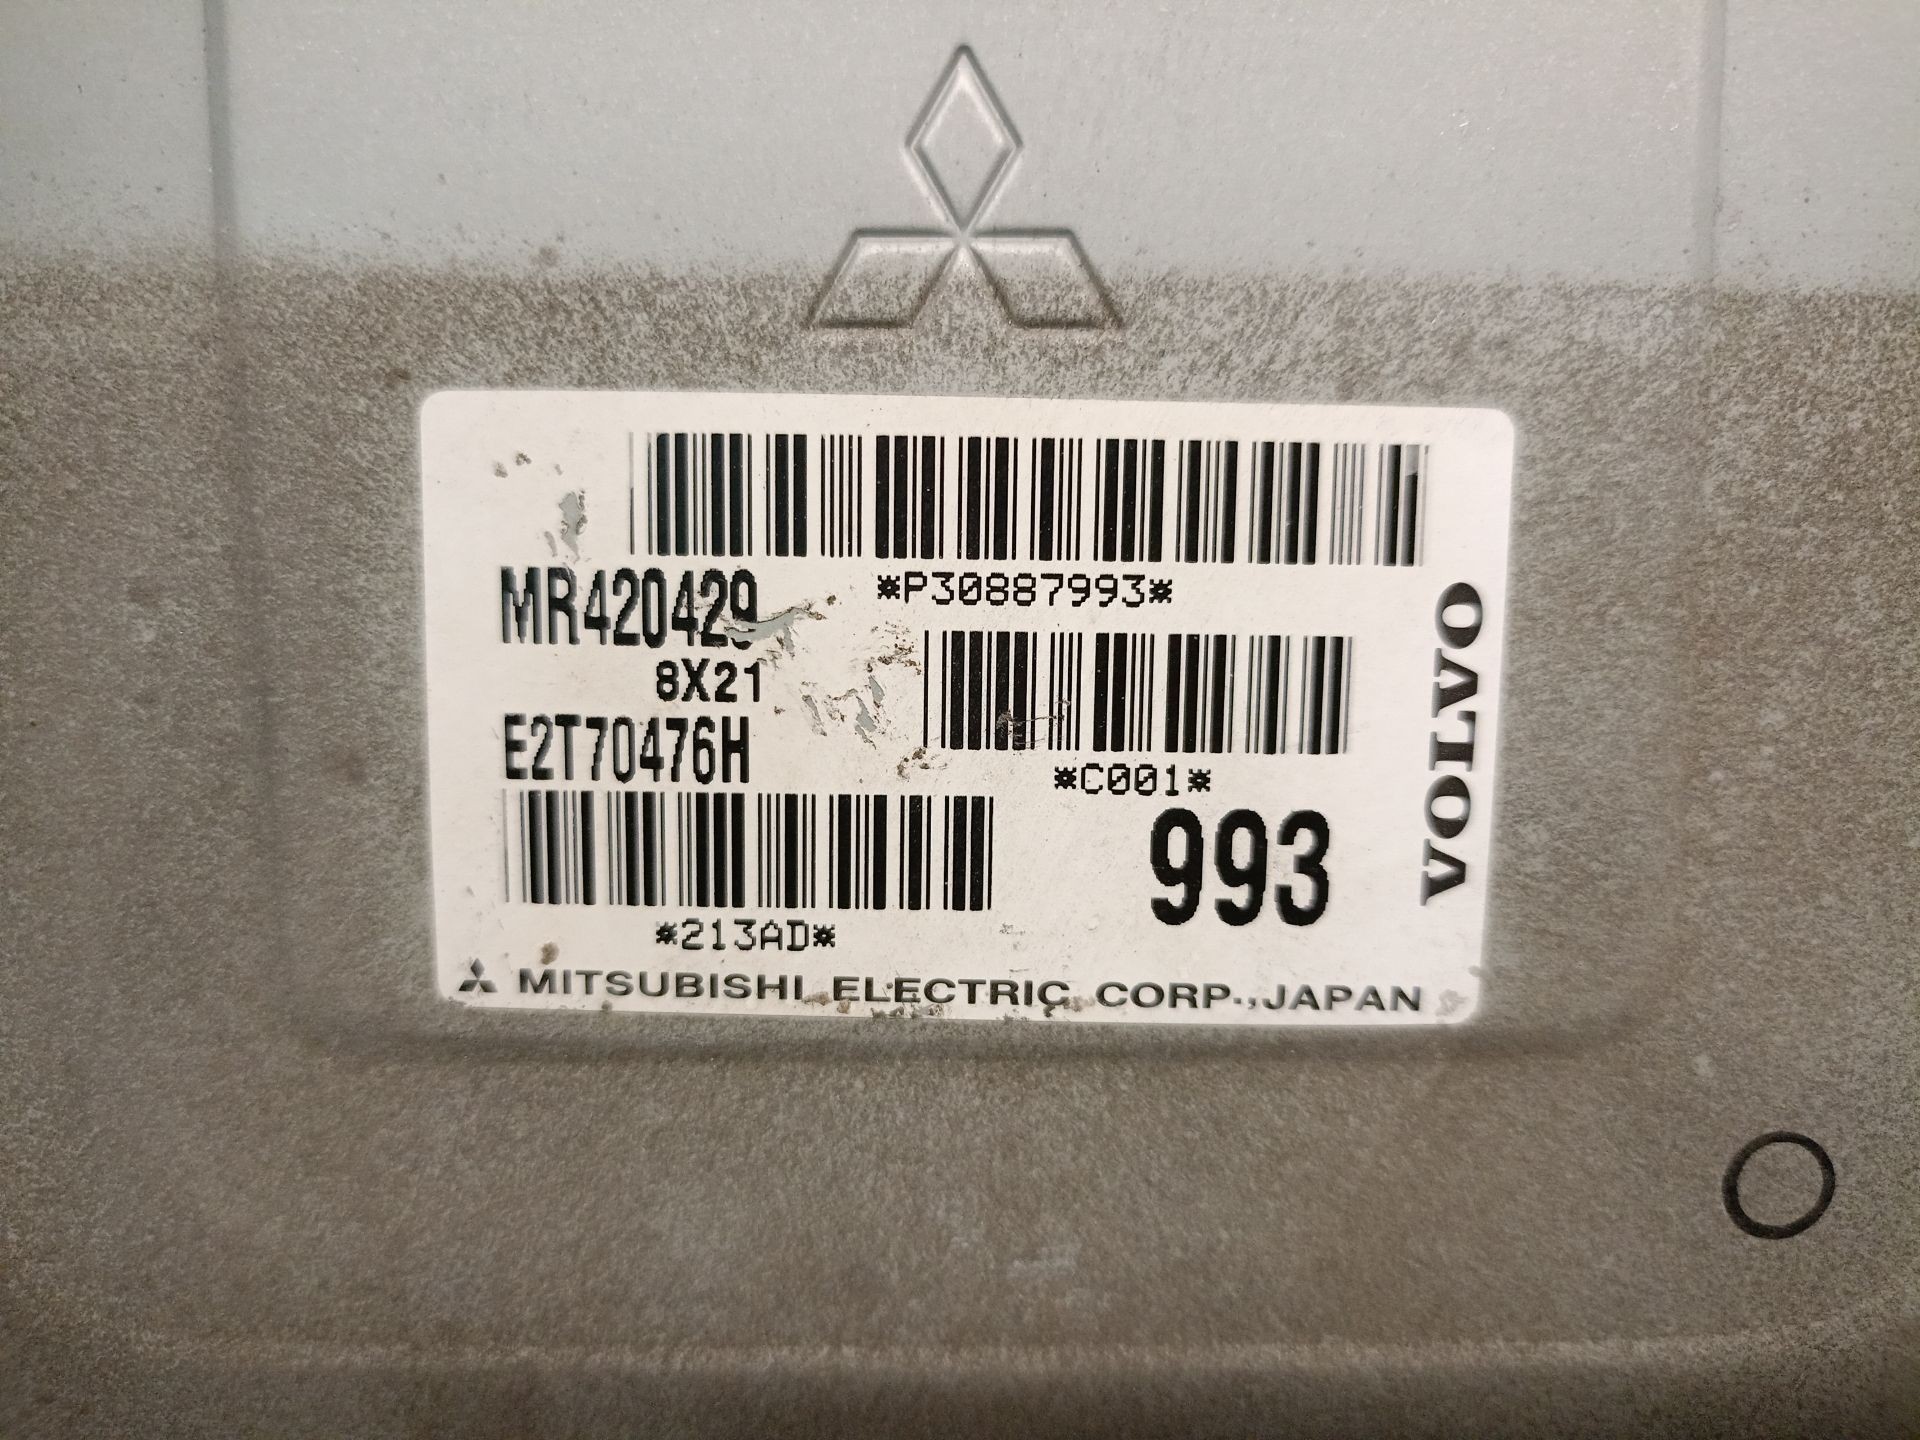 *P30887993*
MR420429
8X21
E2T70476H
*C001*
993
*213AD*
VOLVO
MITSUBISHI ELECTRIC CORP.,JAPAN